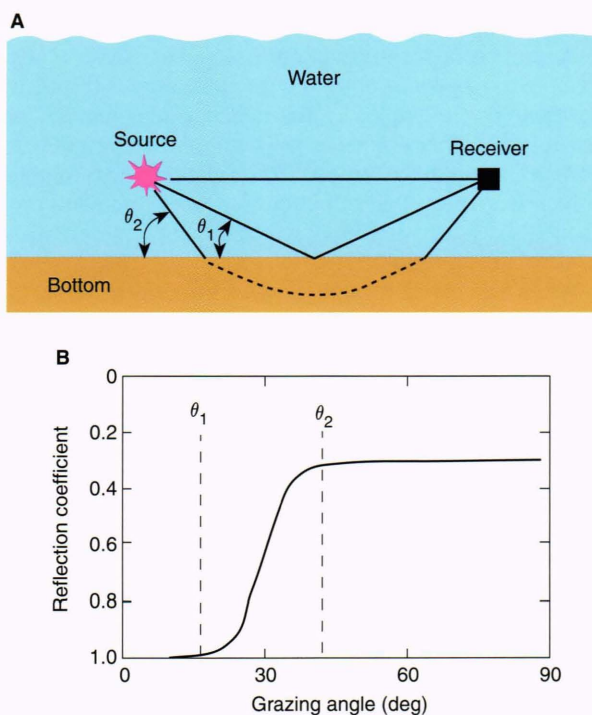 A
Water
Source
Receiver
θ2
θ1
Bottom
B
0
0.2
0.4
0.6
0.8
1.0
Reflection coefficient
θ1
θ2
0 30 60 90
Grazing angle (deg)